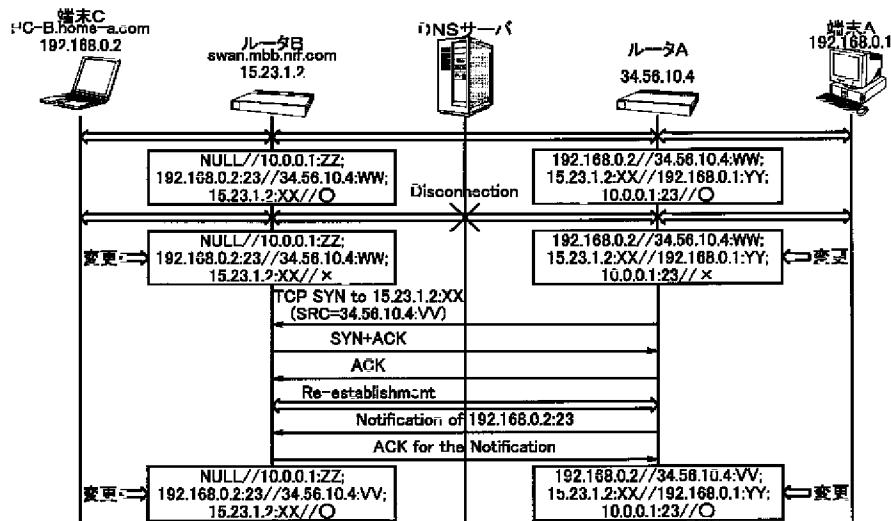 端末C
PC-B.home-a.com
192.168.0.2
ルータB
swan.mbb.nif.com
15.23.1.2
DNSサーバ
ルータA
34.56.10.4
端末A
192.168.0.1
NULL//10.0.0.1:ZZ;
192.168.0.2:23//34.56.10.4:WW;
15.23.1.2:XX//○
192.168.0.2//34.56.10.4:WW;
15.23.1.2:XX//192.168.0.1:YY;
10.0.0.1:23//○
Disconnection
変更
NULL//10.0.0.1:ZZ;
192.168.0.2:23//34.56.10.4:WW;
15.23.1.2:XX//×
192.168.0.2//34.56.10.4:WW;
15.23.1.2:XX//192.168.0.1:YY;
10.0.0.1:23//×
変更
TCP SYN to 15.23.1.2:XX
(SRC=34.56.10.4:VV)
SYN+ACK
ACK
Re-establishment
Notification of 192.168.0.2:23
ACK for the Notification
変更
NULL//10.0.0.1:ZZ;
192.168.0.2:23//34.56.10.4:VV;
15.23.1.2:XX//○
192.168.0.2//34.56.10.4:VV;
15.23.1.2:XX//192.168.0.1:YY;
10.0.0.1:23//○
変更